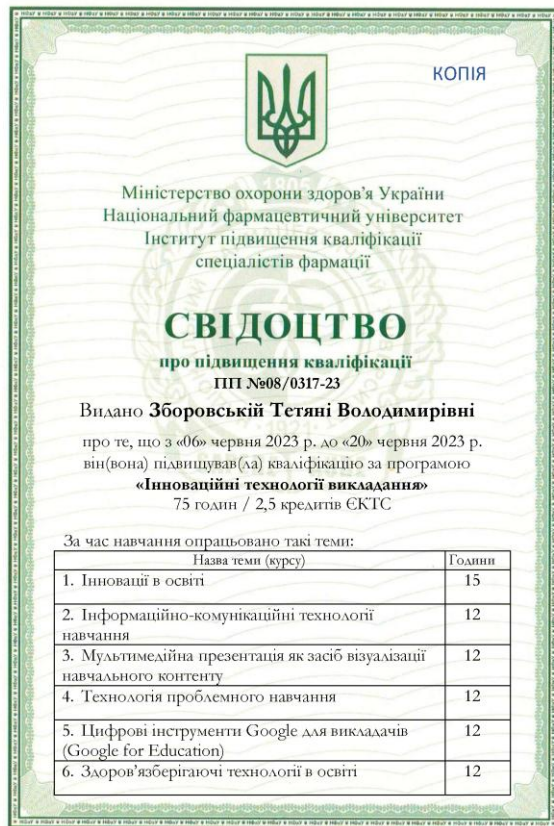 КОПІЯ
Міністерство охорони здоров'я України
Національний фармацевтичний університет
Інститут підвищення кваліфікації
спеціалістів фармації
СВІДОЦТВО
про підвищення кваліфікації
ПП №08/0317-23
Видано Зборовській Тетяні Володимирівні
про те, що з «06» червня 2023 р. до «20» червня 2023 р.
він(вона) підвищував(ла) кваліфікацію за програмою
«Інноваційні технології викладання»
75 годин / 2,5 кредитів ЄКТС
За час навчання опрацьовано такі теми:
Назва теми (курсу) Години
1. Інновації в освіті 15
2. Інформаційно-комунікаційні технології
навчання 12
3. Мультимедійна презентація як засіб візуалізації
навчального контенту 12
4. Технологія проблемного навчання 12
5. Цифрові інструменти Google для викладачів
(Google for Education) 12
6. Здоров'язберігаючі технології в освіті 12